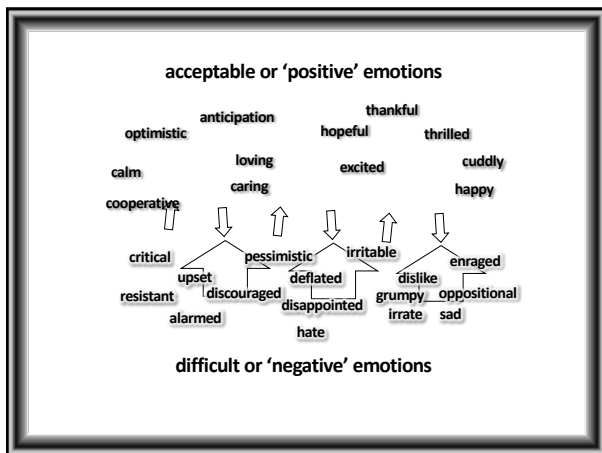 acceptable or ‘positive’ emotions
thankful
anticipation
optimistic
hopeful
thrilled
loving
cuddly
calm
excited
caring
happy
cooperative
critical
pessimistic
irritable
enraged
upset
deflated
dislike
resistant
discouraged
grumpy
oppositional
disappointed
alarmed
irrate
sad
hate
difficult or ‘negative’ emotions